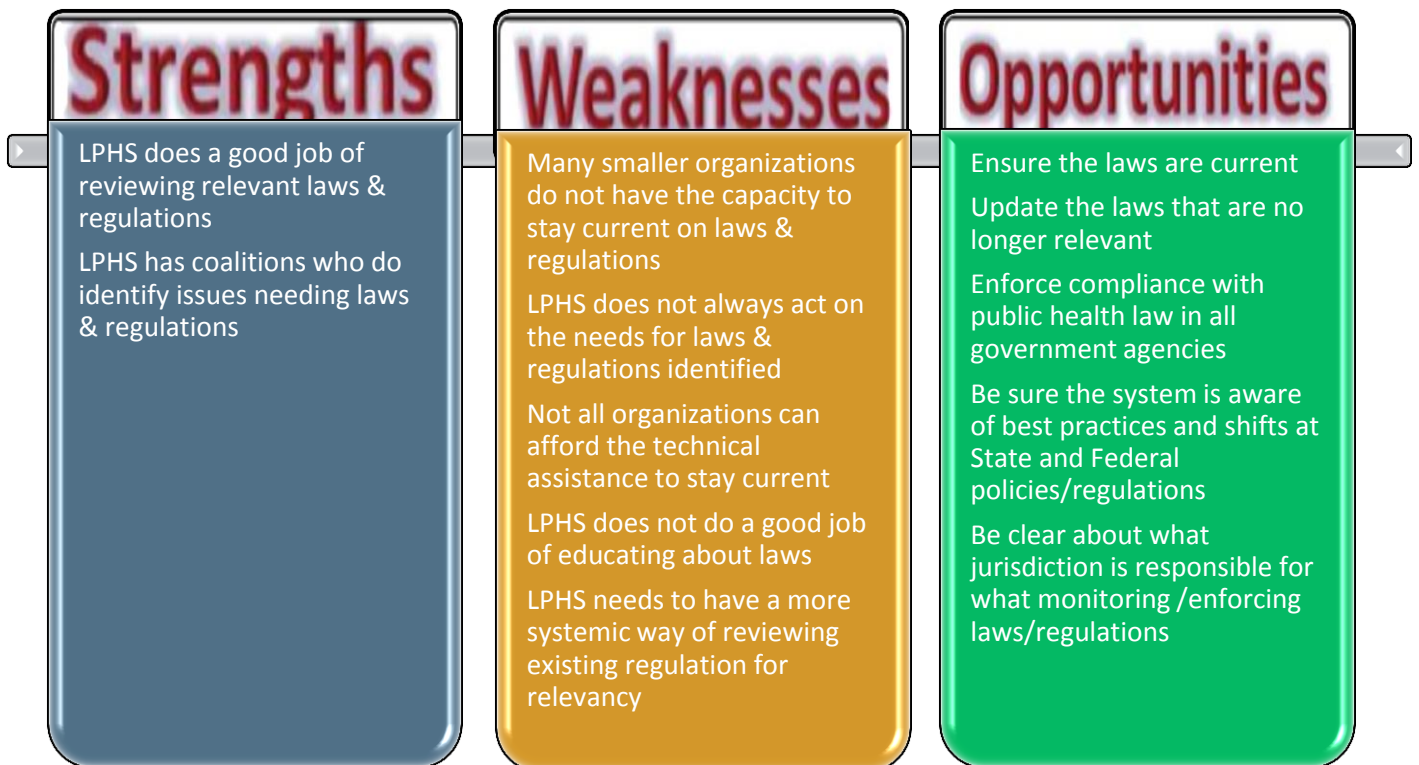 Strengths
LPHS does a good job of
reviewing relevant laws &
regulations
LPHS has coalitions who do
identify issues needing laws
& regulations
Weaknesses
Many smaller organizations
do not have the capacity to
stay current on laws &
regulations
LPHS does not always act on
the needs for laws &
regulations identified
Not all organizations can
afford the technical
assistance to stay current
LPHS does not do a good job
of educating about laws
LPHS needs to have a more
systemic way of reviewing
existing regulation for
relevancy
Opportunities
Ensure the laws are current
Update the laws that are no
longer relevant
Enforce compliance with
public health law in all
government agencies
Be sure the system is aware
of best practices and shifts at
State and Federal
policies/regulations
Be clear about what
jurisdiction is responsible for
what monitoring /enforcing
laws/regulations